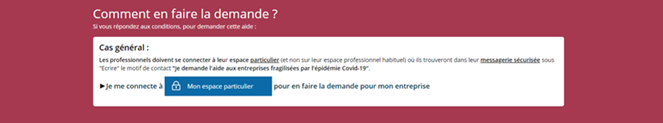 Comment en faire la demande ?
Si vous répondez aux conditions, pour demander cette aide :
Cas général :
Les professionnels doivent se connecter à leur espace particulier (et non sur leur espace professionnel habituel) où ils trouveront dans leur messagerie sécurisée sous
"Ecrire" le motif de contact "Je demande l'aide aux entreprises fragilisées par l'épidémie Covid-19".
►Je me connecte à Mon espace particulier pour en faire la demande pour mon entreprise